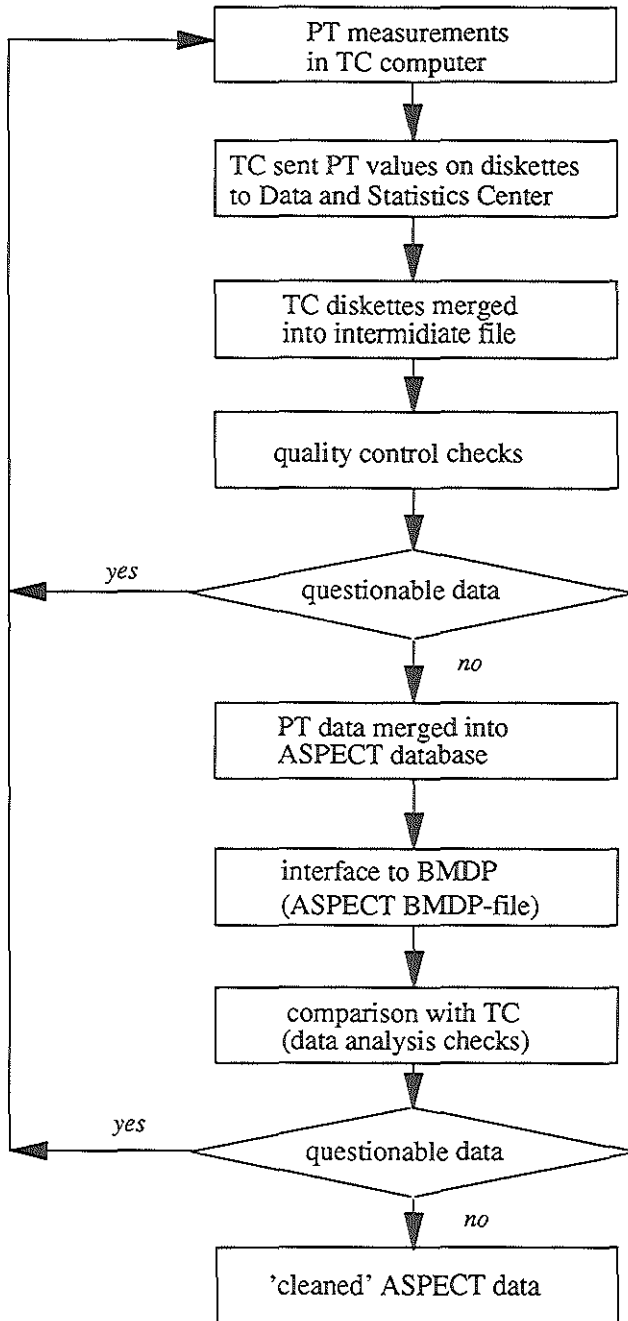 PT measurements
in TC computer
TC sent PT values on diskettes
to Data and Statistics Center
TC diskettes merged
into intermidiate file
quality control checks
yes
questionable data
no
PT data merged into
ASPECT database
interface to BMDP
(ASPECT BMDP-file)
comparison with TC
(data analysis checks)
yes
questionable data
no
'cleaned' ASPECT data